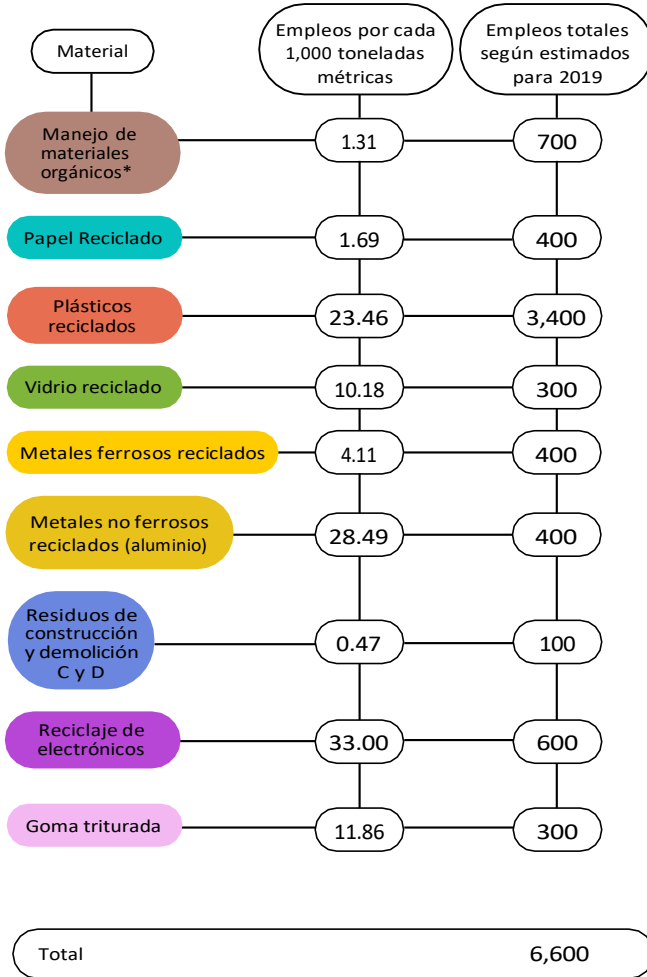 Material
Empleos por cada
1,000 toneladas
métricas
Empleos totales
según estimados
para 2019
Manejo de
materiales
orgánicos*
1.31
700
Papel Reciclado
1.69
400
Plásticos
reciclados
23.46
3,400
Vidrio reciclado
10.18
300
Metales ferrosos reciclados
4.11
400
Metales no ferrosos
reciclados (aluminio)
28.49
400
Residuos de
construcción
y demolición
C y D
0.47
100
Reciclaje de
electrónicos
33.00
600
Goma triturada
11.86
300
Total
6,600